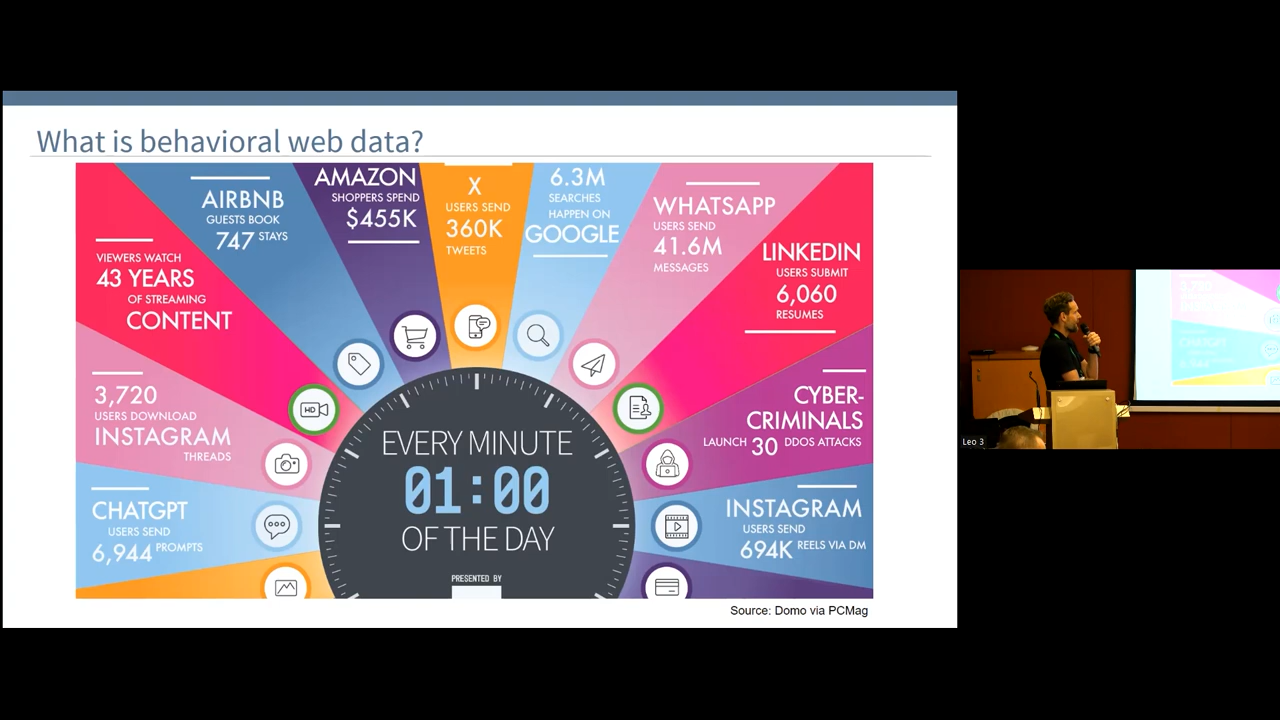 What is behavioral web data?
VIEWERS WATCH
43 YEARS
OF STREAMING
CONTENT
AIRBNB
GUESTS BOOK
747 STAYS
AMAZON
SHOPPERS SPEND
$455K
X
USERS SEND
360K
TWEETS
6.3M
SEARCHES
HAPPEN ON
GOOGLE
WHATSAPP
USERS SEND
41.6M
MESSAGES
LINKEDIN
USERS SUBMIT
6,060
RESUMES
3,720
USERS DOWNLOAD
INSTAGRAM
THREADS
HD
CYBER-
CRIMINALS
LAUNCH 30 DDOS ATTACKS
CHATGPT
USERS SEND
6,944 PROMPTS
EVERY MINUTE
01:00
OF THE DAY
PRESENTED BY
INSTAGRAM
USERS SEND
694K REELS VIA DM
Source: Domo via PCMag
CHATGPT
Leo 3